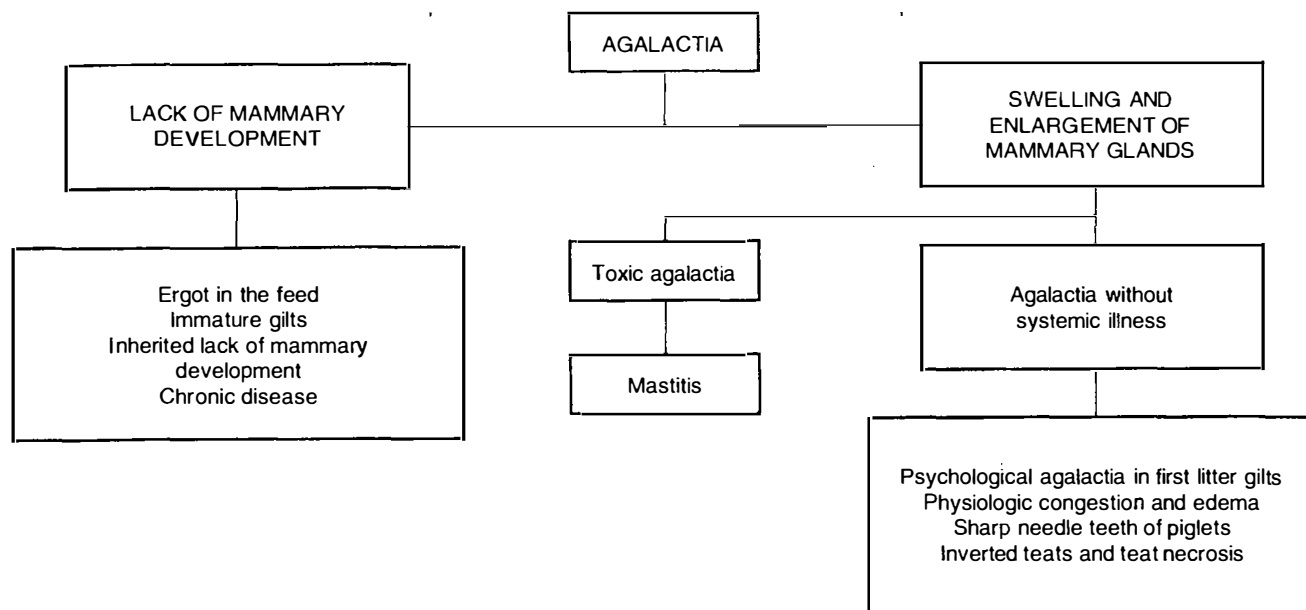 AGALACTIA
LACK OF MAMMARY
DEVELOPMENT
SWELLING AND
ENLARGEMENT OF
MAMMARY GLANDS
Ergot in the feed
Immature gilts
Inherited lack of mammary
development
Chronic disease
Toxic agalactia
Mastitis
Agalactia without
systemic illness
Psychological agalactia in first litter gilts
Physiologic congestion and edema
Sharp needle teeth of piglets
Inverted teats and teat necrosis